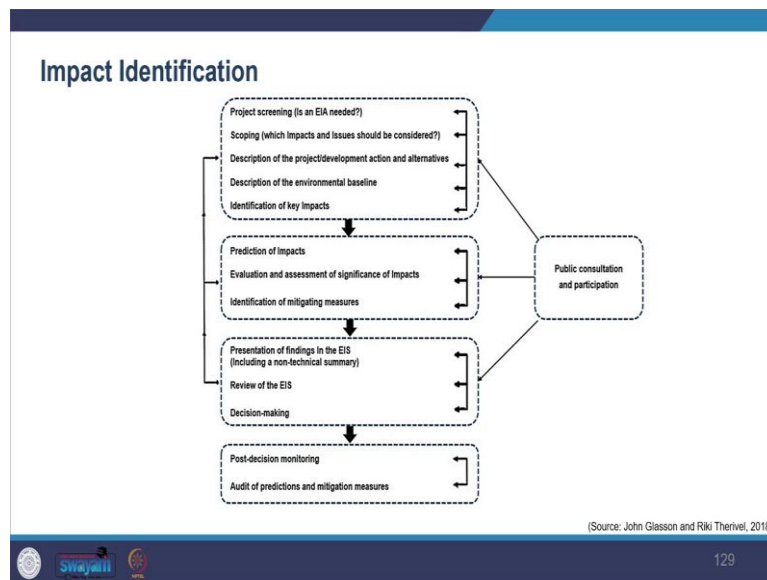 Impact Identification
Project screening (Is an EIA needed?)
Scoping (which Impacts and Issues should be considered?)
Description of the project/development action and alternatives
Description of the environmental baseline
Identification of key Impacts
Prediction of Impacts
Evaluation and assessment of significance of Impacts
Identification of mitigating measures
Public consultation
and participation
Presentation of findings In the EIS
(Including a non-technical summary)
Review of the EIS
Decision-making
Post-decision monitoring
Audit of predictions and mitigation measures
(Source: John Glasson and Riki Therivel, 2018
swayam
129